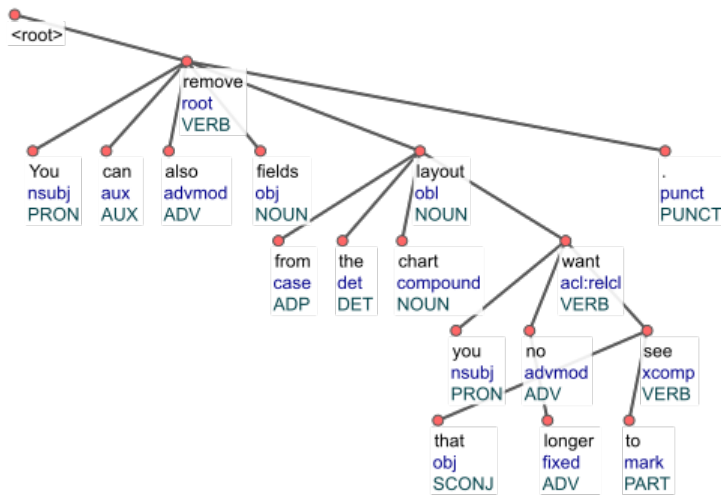 <root>
remove
root
VERB
You
nsubj
PRON
can
aux
AUX
also
advmod
ADV
fields
obj
NOUN
layout
obl
NOUN
.
punct
PUNCT
from
case
ADP
the
det
DET
chart
compound
NOUN
want
acl:relcl
VERB
you
nsubj
PRON
no
advmod
ADV
see
xcomp
VERB
that
obj
SCONJ
longer
fixed
ADV
to
mark
PART